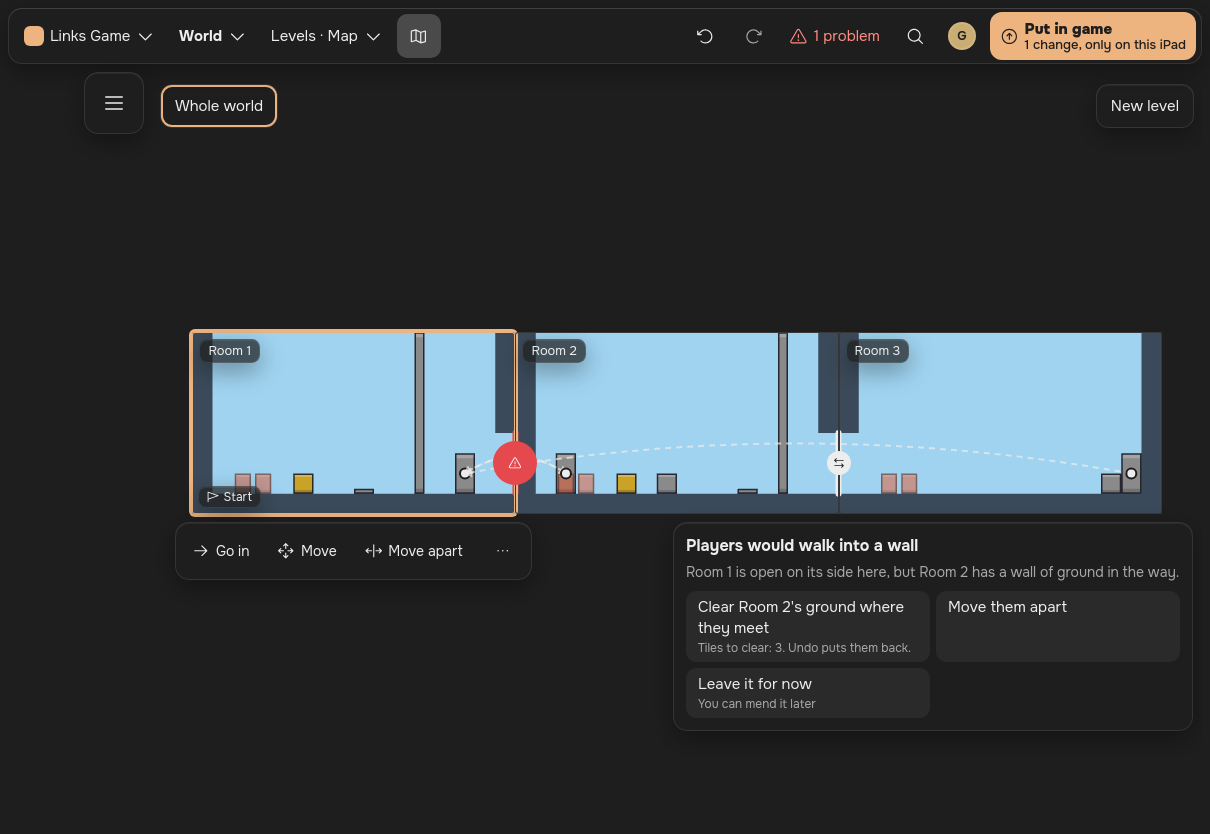 Links Game
World
Levels · Map
1 problem
G
Put in game
1 change, only on this iPad
Whole world
New level
Room 1
Room 2
Room 3
Start
Go in
Move
Move apart
...
Players would walk into a wall
Room 1 is open on its side here, but Room 2 has a wall of ground in the way.
Clear Room 2's ground where
they meet
Tiles to clear: 3. Undo puts them back.
Move them apart
Leave it for now
You can mend it later